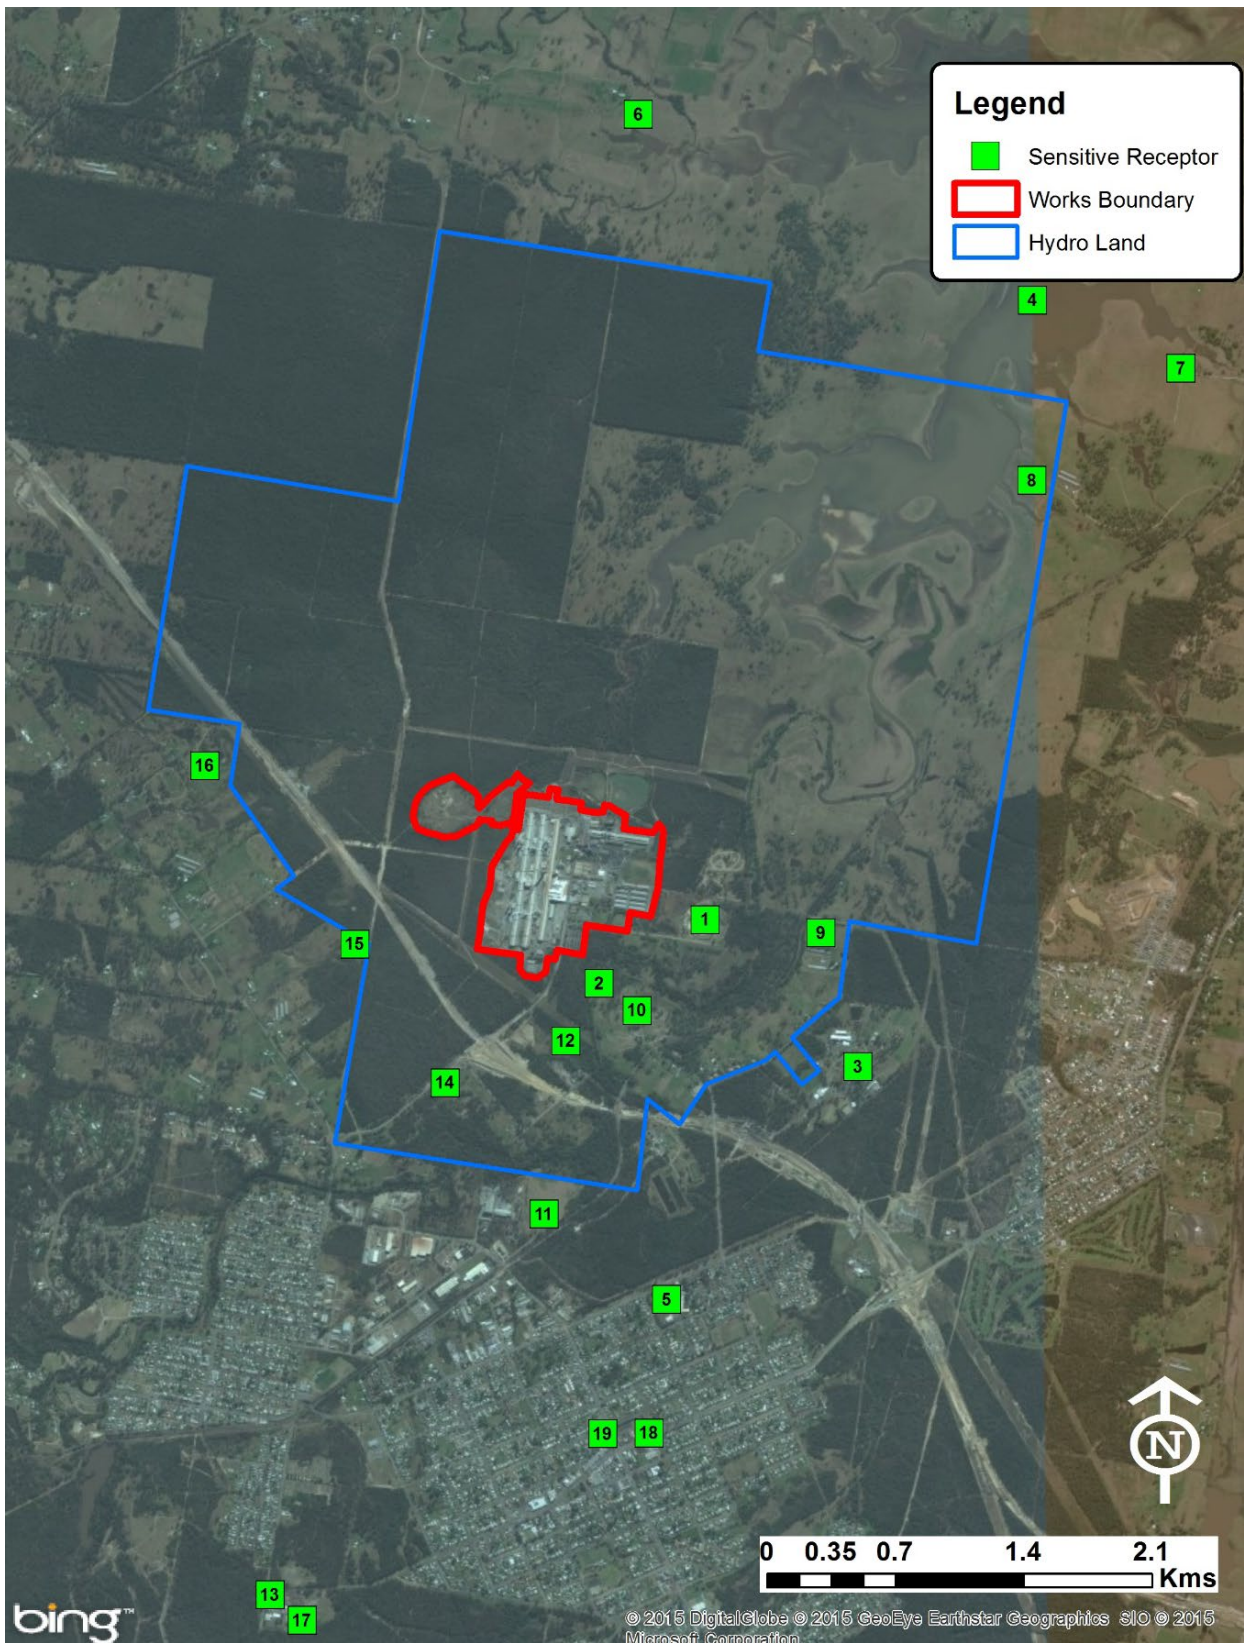 6
Legend
Sensitive Receptor
Works Boundary
Hydro Land
4
7
8
16
1
9
15
2
10
12
3
14
11
5
19
18
N
0 0.35 0.7 1.4 2.1
Kms
13
17
bing™
© 2015 DigitalGlobe © 2015 GeoEye Earthstar Geographics SIO © 2015
Microsoft Corporation